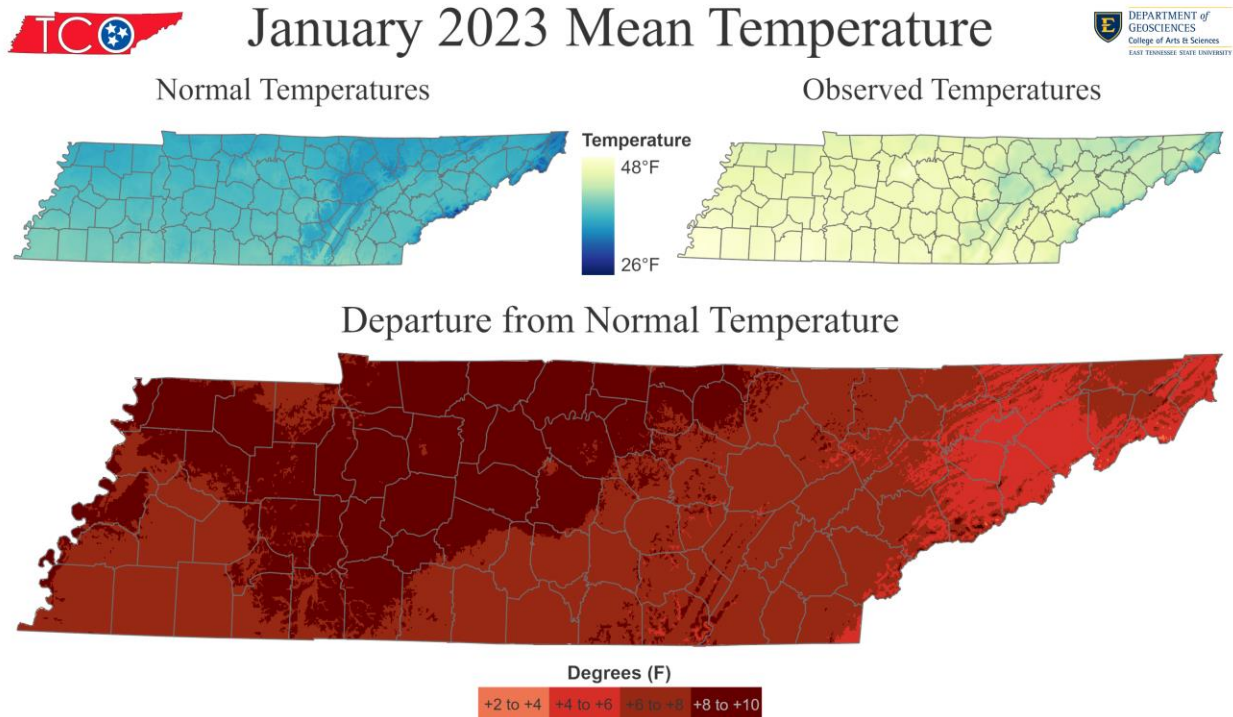 TCO
January 2023 Mean Temperature
E
DEPARTMENT of
GEOSCIENCES
College of Arts & Sciences
EAST TENNESSEE STATE UNIVERSITY
Normal Temperatures
Observed Temperatures
Temperature
48°F
26°F
Departure from Normal Temperature
Degrees (F)
+2 to +4 +4 to +6 +6 to +8 +8 to +10